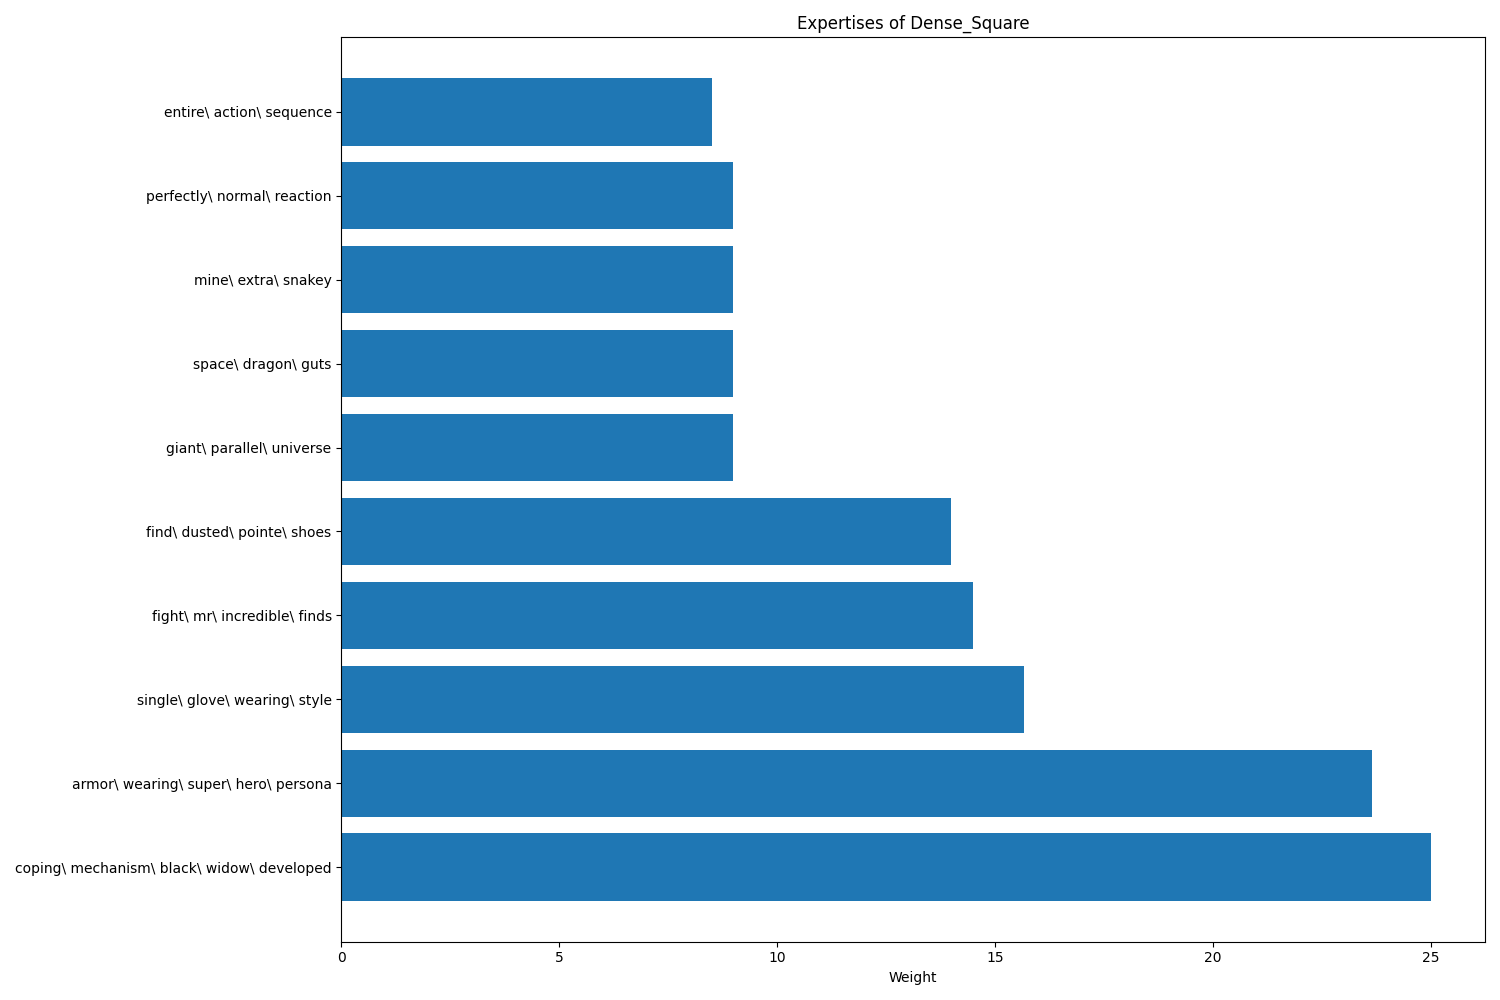 Expertises of Dense_Square
entire\ action\ sequence
perfectly\ normal\ reaction
mine\ extra\ snakey
space\ dragon\ guts
giant\ parallel\ universe
find\ dusted\ pointe\ shoes
fight\ mr\ incredible\ finds
single\ glove\ wearing\ style
armor\ wearing\ super\ hero\ persona
coping\ mechanism\ black\ widow\ developed
0 5 10 15 20 25
Weight